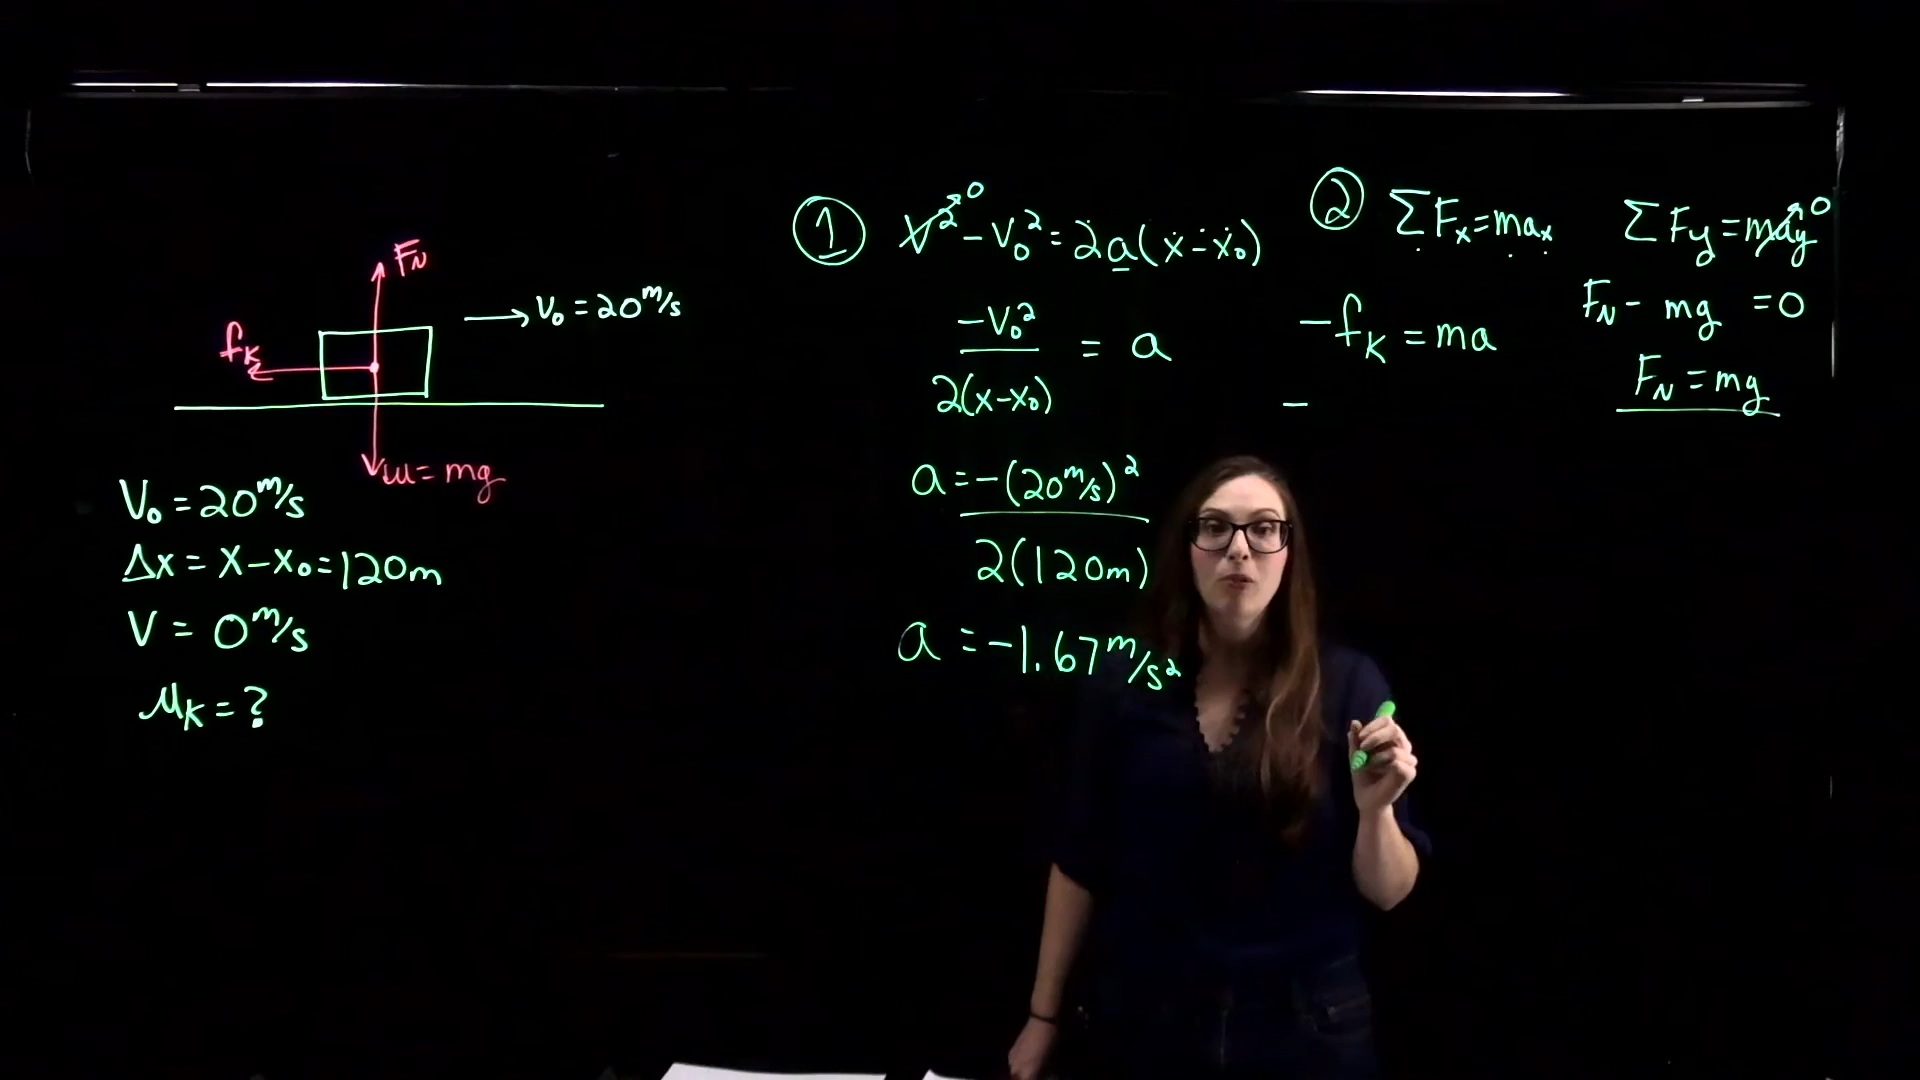 F_N
V₀ = 20 m/s
f_K
w = mg
V₀ = 20 m/s
Δx = x - x₀ = 120m
V = 0 m/s
μ_K = ?
① V² ↗ 0 - V₀² = 2a(x - x₀)
-V₀² / 2(x - x₀) = a
a = -(20 m/s)² / 2(120m)
a = -1.67 m/s²
② ΣF_x = ma_x
-f_K = ma
-
ΣF_y = ma_y ↗ 0
F_N - mg = 0
F_N = mg